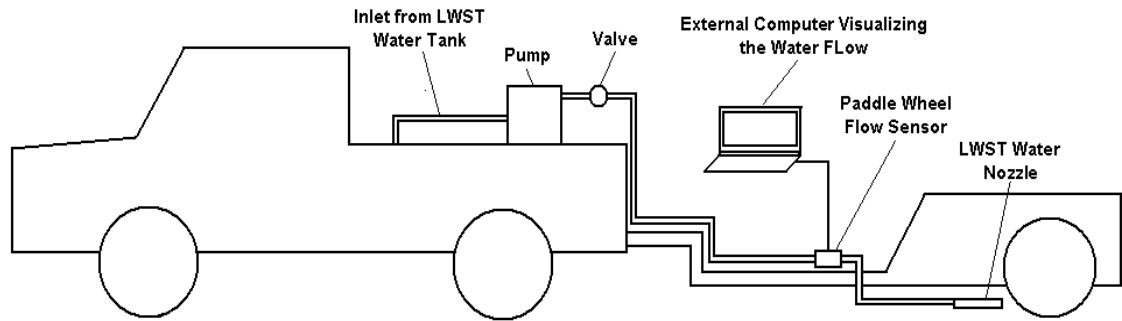 Inlet from LWST
Water Tank
Pump
Valve
External Computer Visualizing
the Water FLow
Paddle Wheel
Flow Sensor
LWST Water
Nozzle